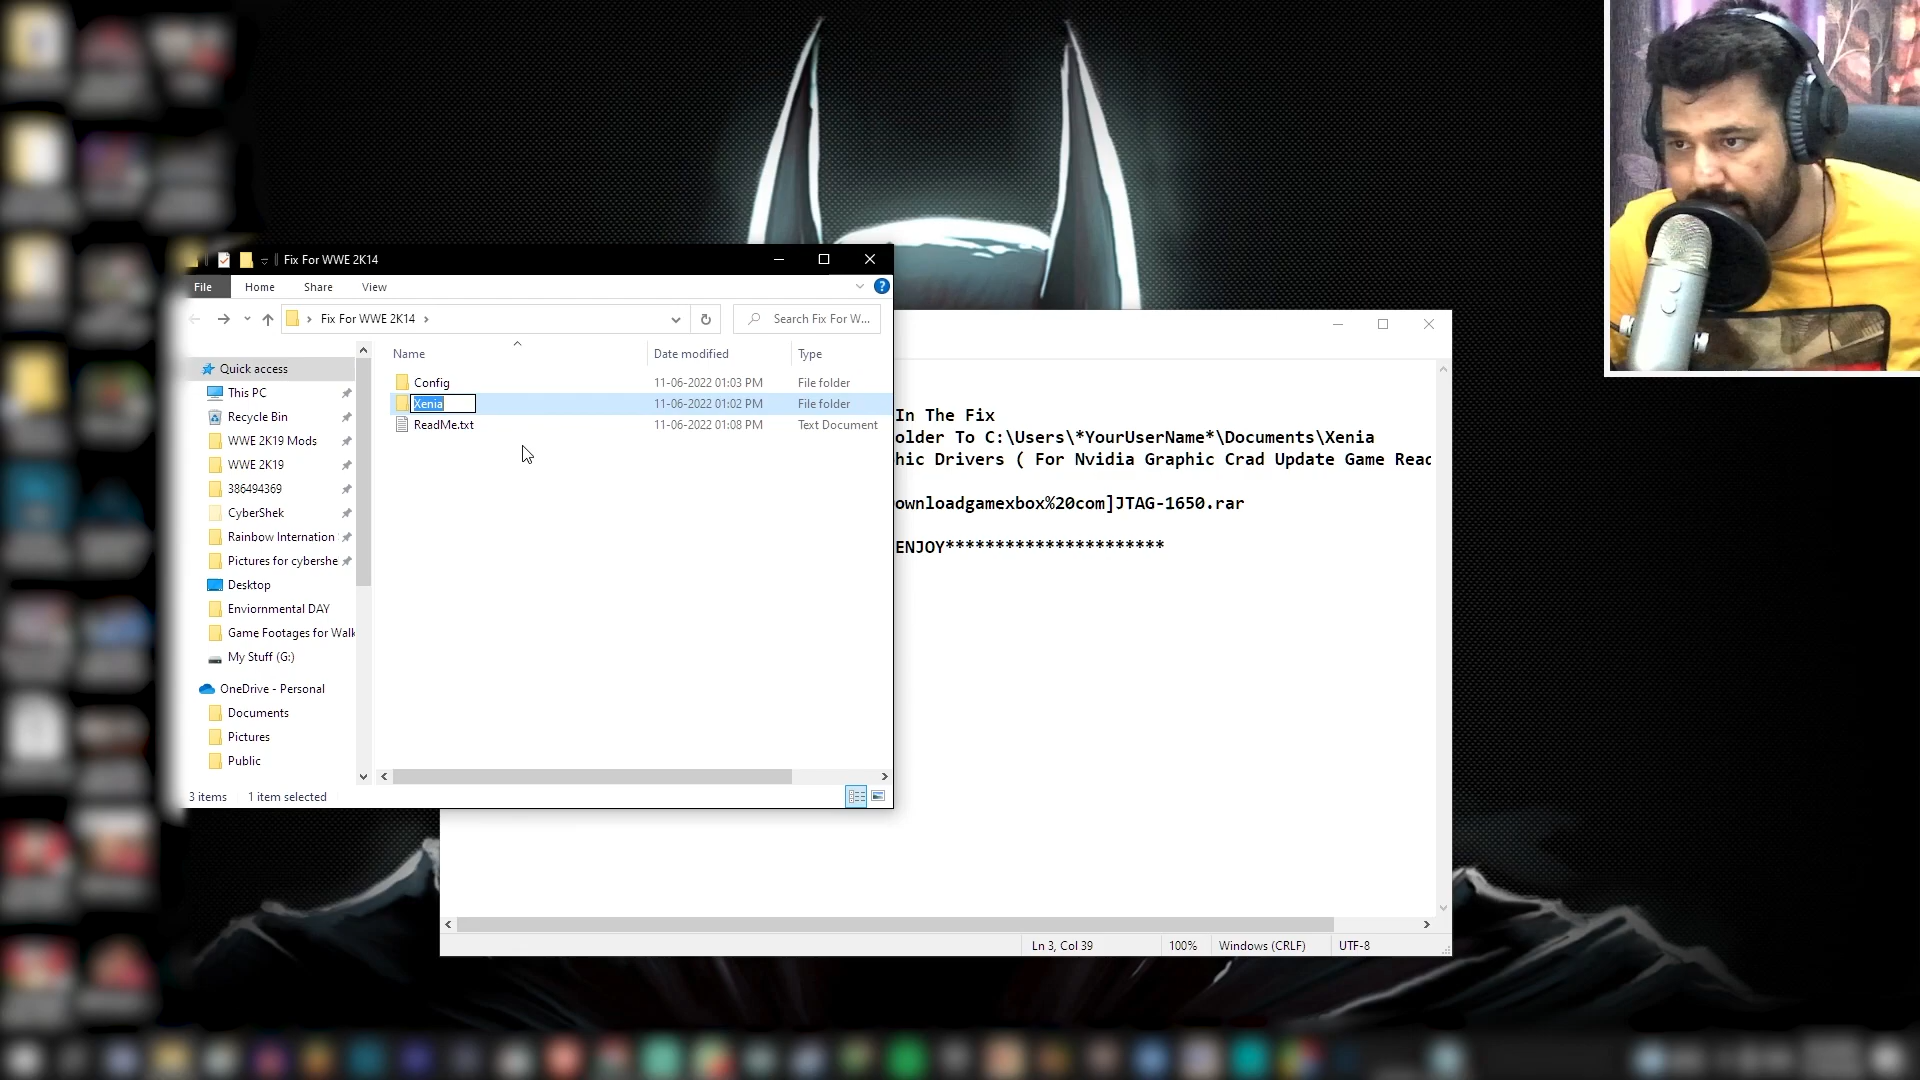 Fix For WWE 2K14
File Home Share View
Fix For WWE 2K14
Search Fix For W...
Name Date modified Type
Config 11-06-2022 01:03 PM File folder
Xenia 11-06-2022 01:02 PM File folder
ReadMe.txt 11-06-2022 01:08 PM Text Document
Quick access
This PC
Recycle Bin
WWE 2K19 Mods
WWE 2K19
386494369
CyberShek
Rainbow Internation
Pictures for cybershe
Desktop
Enviornmental DAY
Game Footages for Walk
My Stuff (G:)
OneDrive - Personal
Documents
Pictures
Public
3 items 1 item selected
In The Fix
older To C:\Users\*YourUserName*\Documents\Xenia
hic Drivers ( For Nvidia Graphic Crad Update Game Reac
ownloadgamexbox%20com]JTAG-1650.rar
ENJOY**********************
Ln 3, Col 39 100% Windows (CRLF) UTF-8